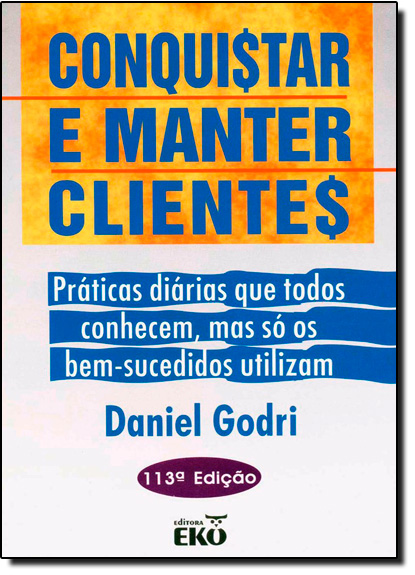 CONQUI$TAR
E MANTER
CLIENTE$
Práticas diárias que todos
conhecem, mas só os
bem-sucedidos utilizam
Daniel Godri
113ª Edição
EDITORA
EKO